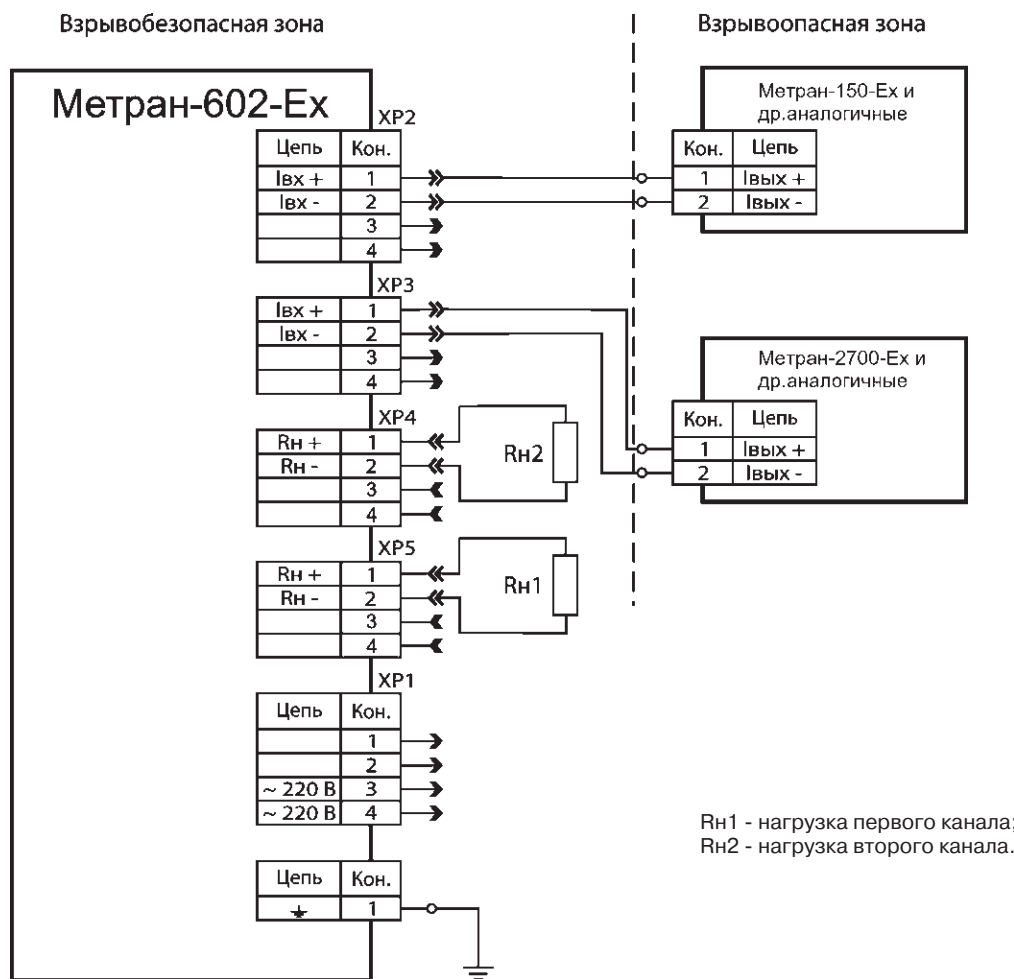 Взрывобезопасная зона
Взрывоопасная зона
Метран-602-Ex
XP2
Цепь Кон.
Iвх + 1
Iвх - 2
3
4
Метран-150-Ex и
др.аналогичные
Кон. Цепь
1 Iвых +
2 Iвых -
XP3
Iвх + 1
Iвх - 2
3
4
Метран-2700-Ex и
др.аналогичные
Кон. Цепь
1 Iвых +
2 Iвых -
XP4
Rн + 1
Rн - 2
3
4
Rн2
XP5
Rн + 1
Rн - 2
3
4
Rн1
XP1
Цепь Кон.
1
2
~ 220 В 3
~ 220 В 4
Цепь Кон.
1
Rн1 - нагрузка первого канала;
Rн2 - нагрузка второго канала.